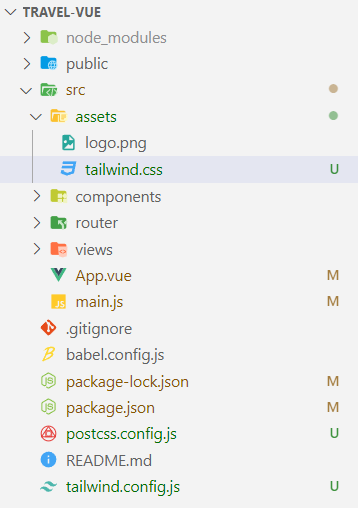 TRAVEL-VUE
node_modules
public
src
assets
logo.png
tailwind.css U
components
router
views
App.vue M
main.js M
.gitignore
babel.config.js
package-lock.json M
package.json M
postcss.config.js U
README.md
tailwind.config.js U